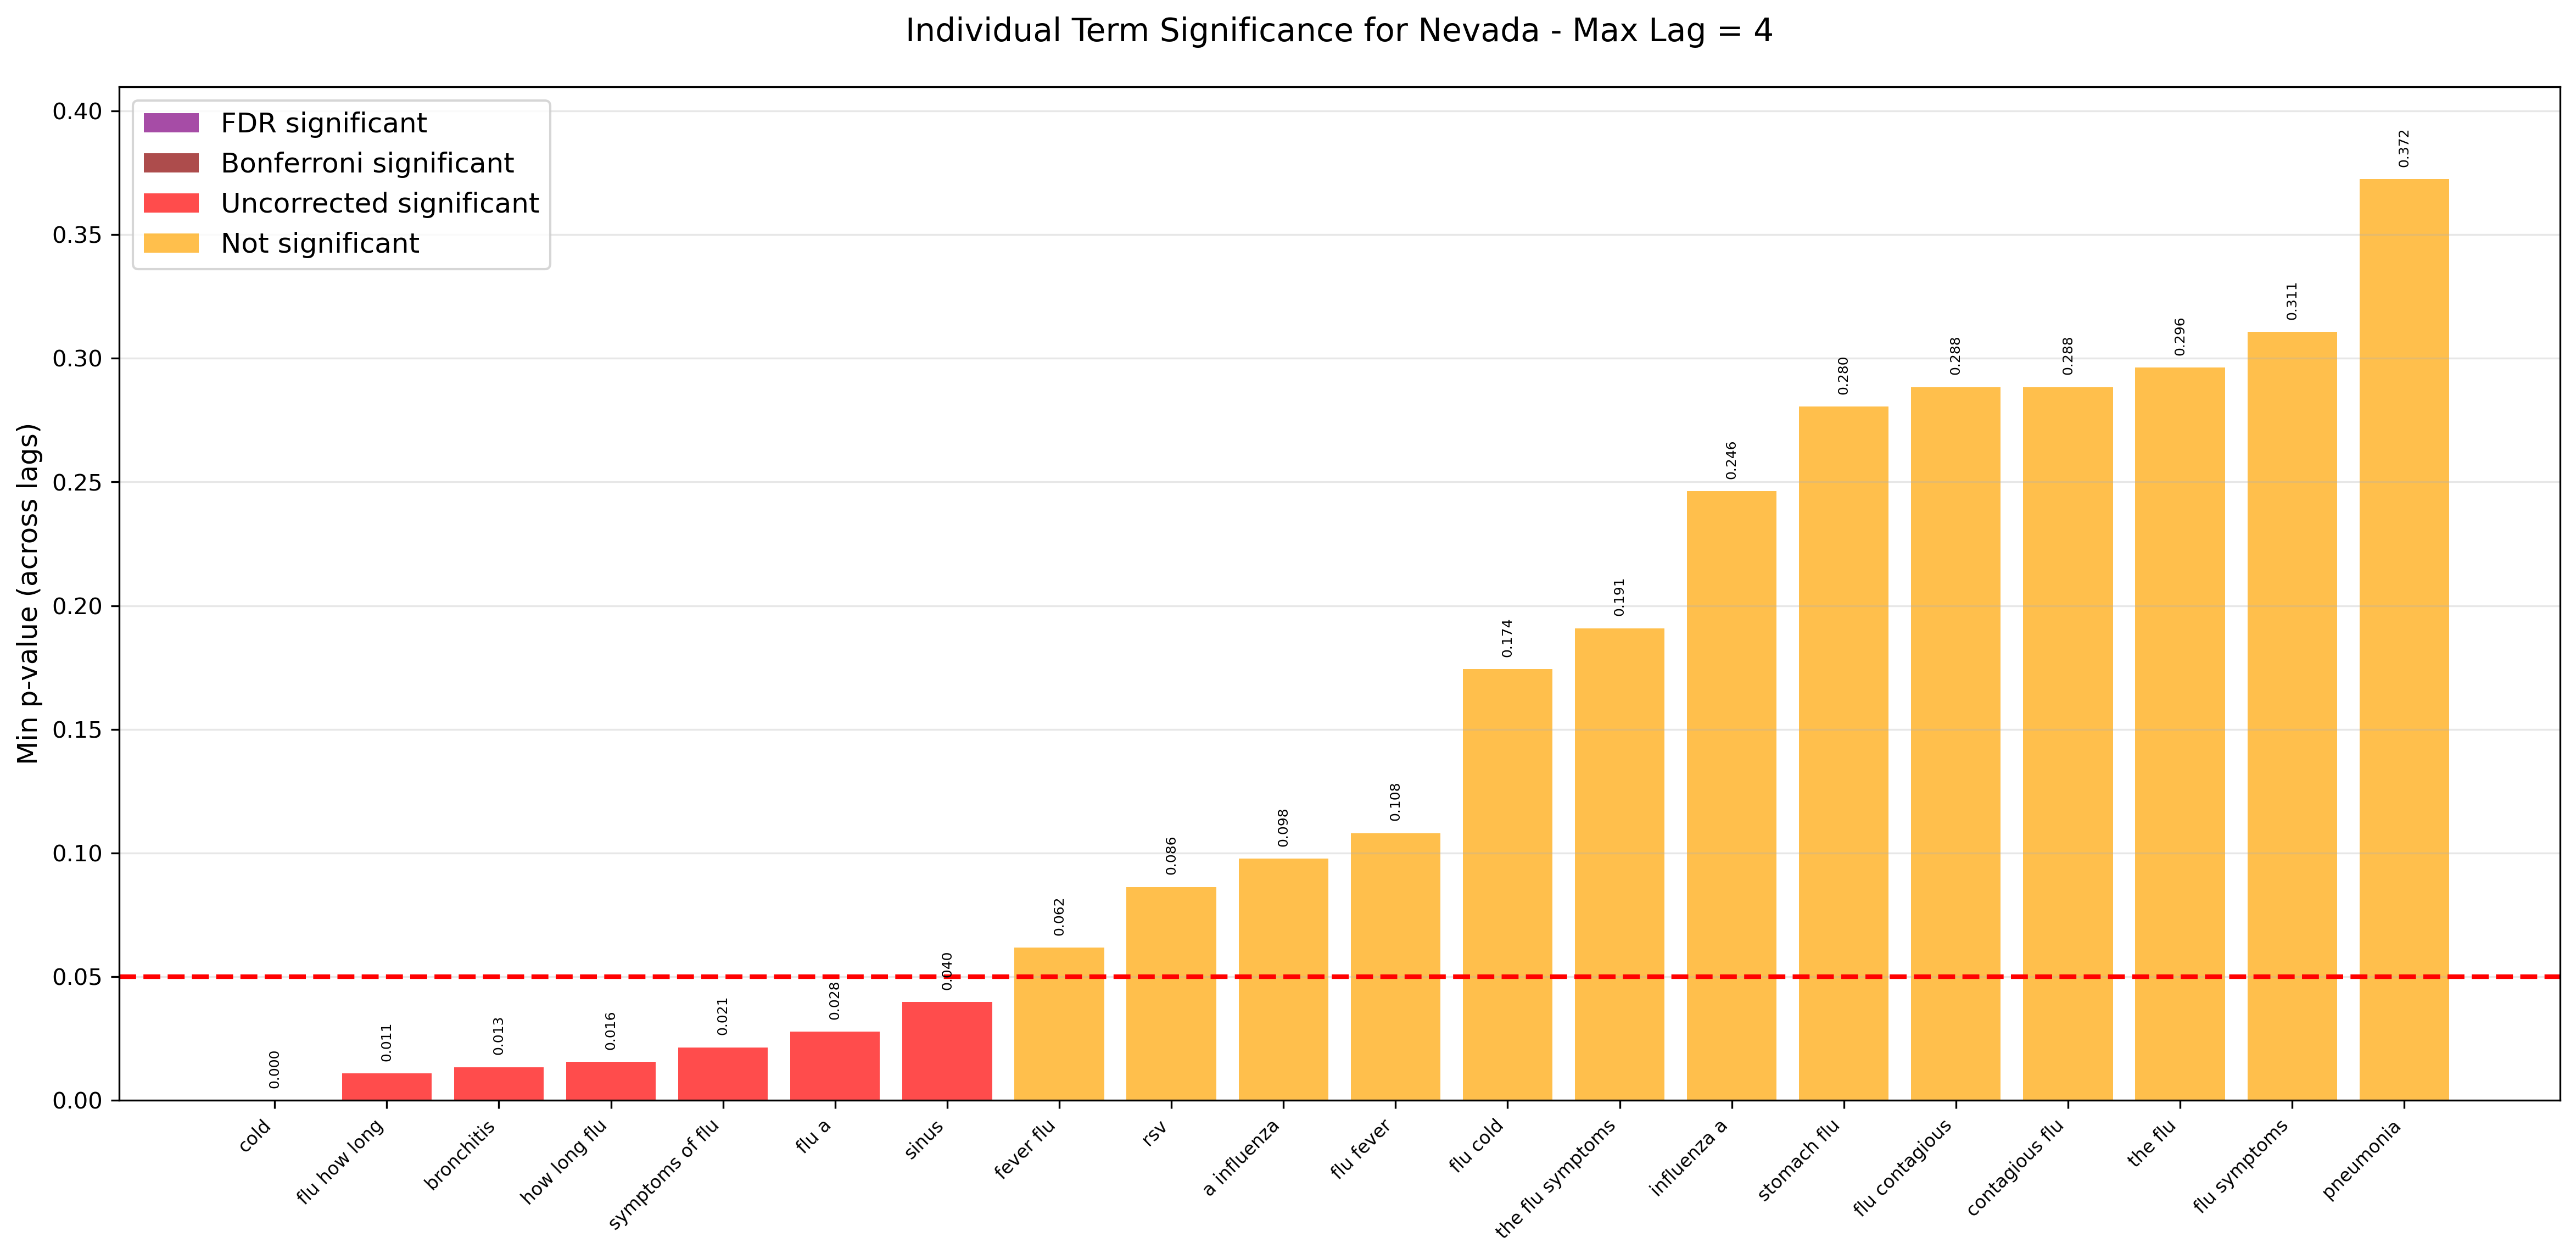 Individual Term Significance for Nevada - Max Lag = 4
FDR significant
Bonferroni significant
Uncorrected significant
Not significant
Min p-value (across lags)
0.40
0.35
0.30
0.25
0.20
0.15
0.10
0.05
0.00
0.000
0.011
0.013
0.016
0.021
0.028
0.040
0.062
0.086
0.098
0.108
0.174
0.191
0.246
0.280
0.288
0.288
0.296
0.311
0.372
cold
flu how long
bronchitis
how long flu
symptoms of flu
flu a
sinus
fever flu
rsv
a influenza
flu fever
flu cold
the flu symptoms
influenza a
stomach flu
flu contagious
contagious flu
the flu
flu symptoms
pneumonia